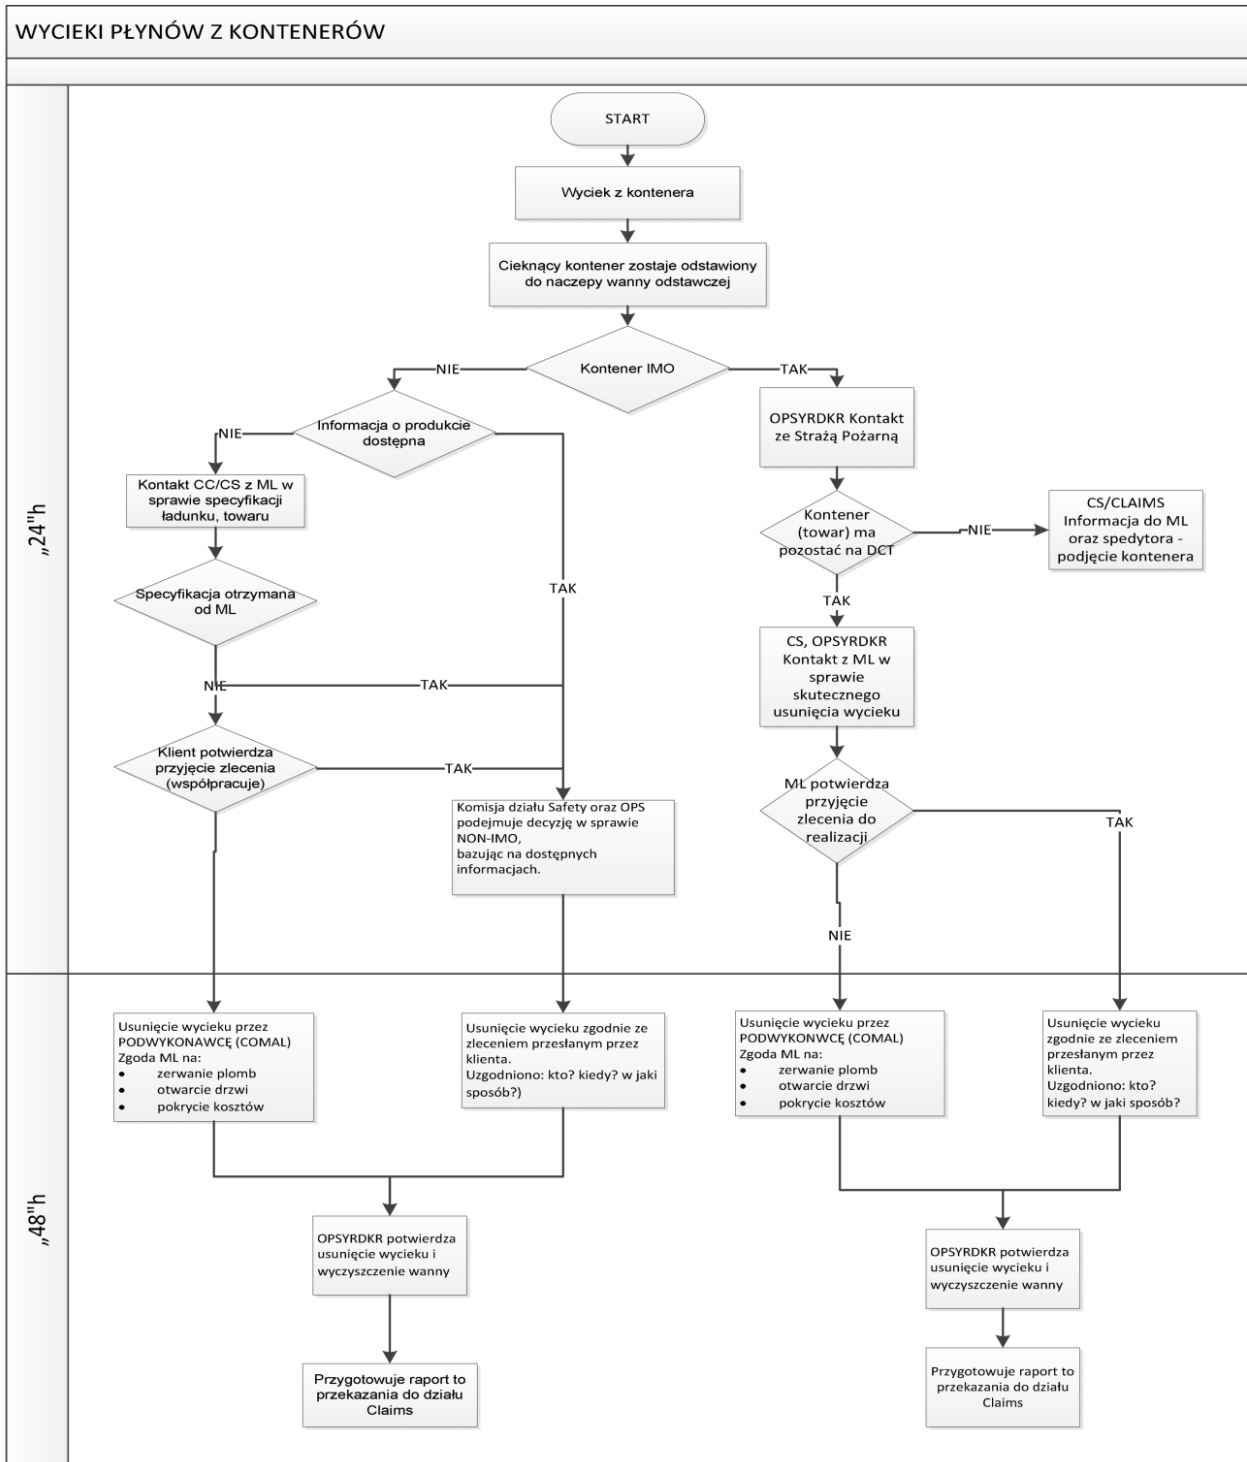 WYCIEKI PŁYNÓW Z KONTENERÓW
„24"h
START
Wyciek z kontenera
Cieknący kontener zostaje odstawiony
do naczepy wanny odstawczej
Kontener IMO
NIE
TAK
Informacja o produkcie
dostępna
NIE
TAK
Kontakt CC/CS z ML w
sprawie specyfikacji
ładunku, towaru
Specyfikacja otrzymana
od ML
NIE
TAK
Klient potwierdza
przyjęcie zlecenia
(współpracuje)
TAK
Komisja działu Safety oraz OPS
podejmuje decyzję w sprawie
NON-IMO,
bazując na dostępnych
informacjach.
OPSYRDKR Kontakt
ze Strażą Pożarną
Kontener
(towar) ma
pozostać na DCT
NIE
CS/CLAIMS
Informacja do ML
oraz spedytora -
podjęcie kontenera
TAK
CS, OPSYRDKR
Kontakt z ML w
sprawie
skutecznego
usunięcia wycieku
ML potwierdza
przyjęcie
zlecenia do
realizacji
TAK
NIE
„48"h
Usunięcie wycieku przez
PODWYKONAWCĘ (COMAL)
Zgoda ML na:
• zerwanie plomb
• otwarcie drzwi
• pokrycie kosztów
Usunięcie wycieku zgodnie ze
zleceniem przesłanym przez
klienta.
Uzgodniono: kto? kiedy? w jaki
sposób?)
Usunięcie wycieku przez
PODWYKONWCĘ (COMAL)
Zgoda ML na:
• zerwanie plomb
• otwarcie drzwi
• pokrycie kosztów
Usunięcie wycieku
zgodnie ze zleceniem
przesłanym przez
klienta.
Uzgodniono: kto?
kiedy? w jaki sposób?
OPSYRDKR potwierdza
usunięcie wycieku i
wyczyszczenie wanny
Przygotowuje raport to
przekazania do działu
Claims
OPSYRDKR potwierdza
usunięcie wycieku i
wyczyszczenie wanny
Przygotowuje raport to
przekazania do działu
Claims